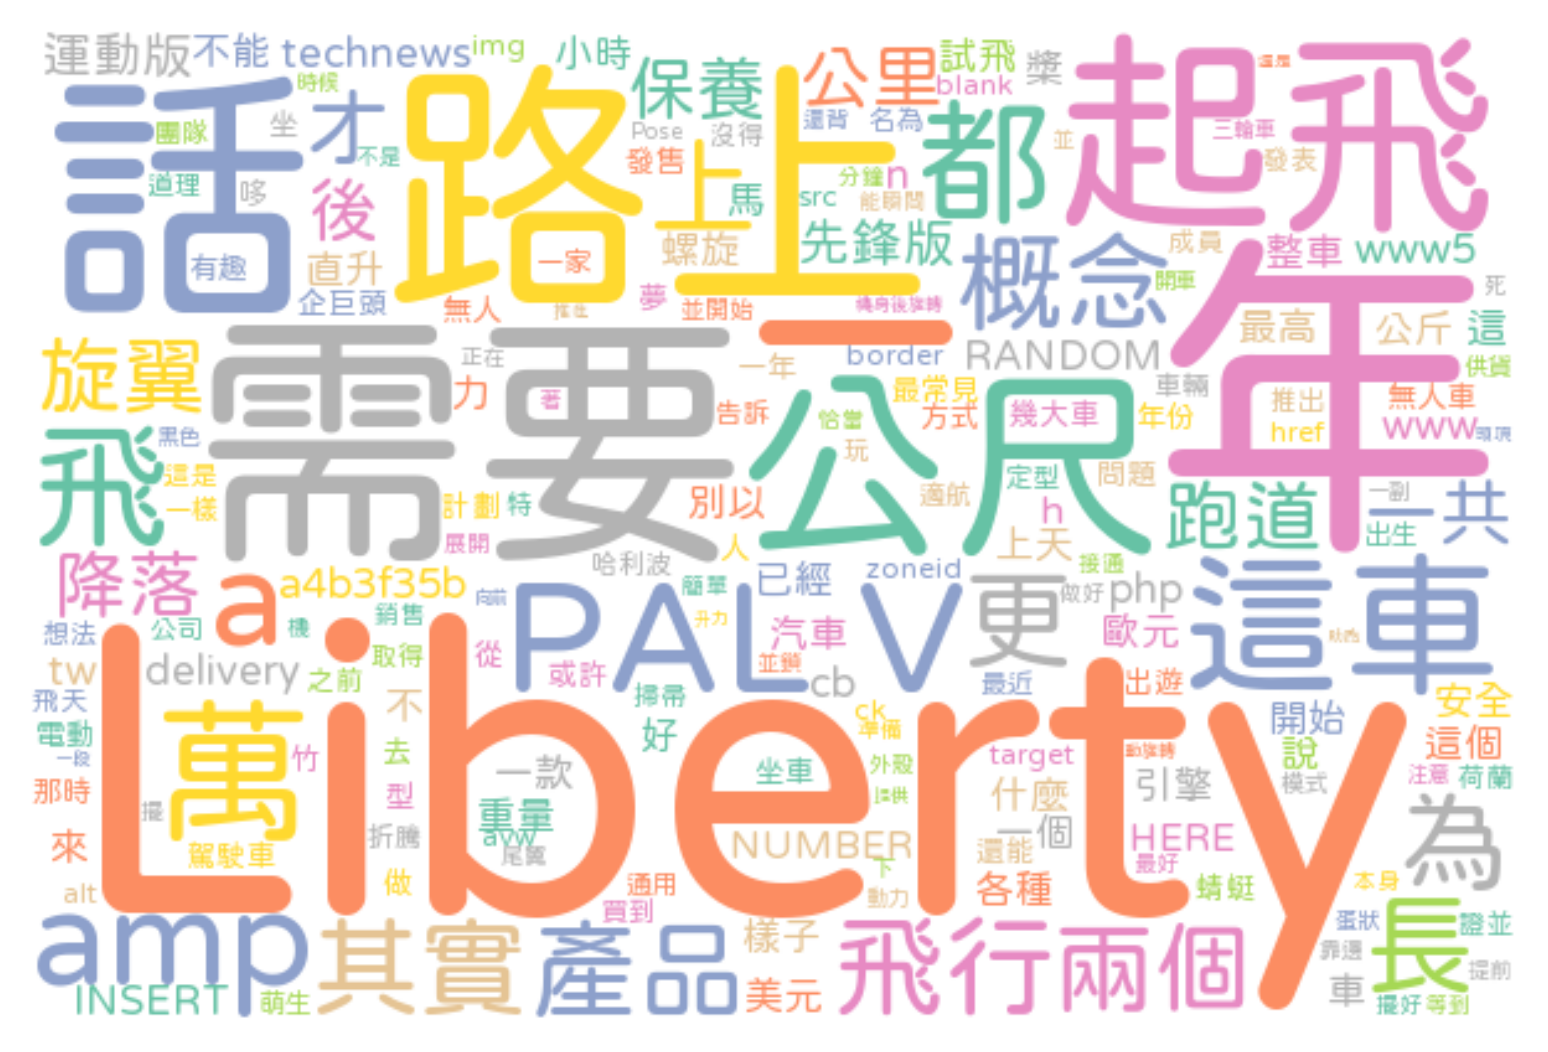 運動版 不能 technews img 小時 保養 公里 試飛 槳 起飛
blank
話 時候 團隊 坐 才 不是 路上 Pose 沒得 還背 名為 都 並 三輪車 發表
道理 哆 後 發售 上 馬 分鐘 n src 能瞬間
有趣 直升 一家 螺旋 先鋒版 概念 成員 整車 www5 年
企巨頭 無人 夢 並開始 機身後旋轉 開車 死
旋翼 需要 正在 一 一年 border RANDOM 最高 公斤 這
力 著 告訴 公尺 最常見 車輛 供貨
飛 黑色 恰當 方式 幾大車 年份 推出 無人車
這是 玩 href www
一樣 計劃 特 別以 適航 定型 問題 跑道 一副 一共
展開 人 h 上天 出生
降落 a a4b3f35b 哈利波 簡單 已經 zoneid 更 接通 做好 php 這車
想法 公司 機 銷售 向前 PALV 升力 汽車 歐元
tw delivery 之前 取得 從 或許 並鎖 cb 最近 出遊
飛天 不 掃帚 ck 開始 安全
電動 萬 Liberty 好 準備 target 說 這個
一段 竹 去 一款 坐車 外殼 什麼 引擎 模式 注意 荷蘭
那時 擺 型 重量 提供 一個 為
來 駕駛車 折騰 avw 尾翼 NUMBER 還能 HERE
alt 做 通用 下 動力 各種 最好 蜻蜓 本身
amp 其實 產品 買到 樣子 飛行 兩個 蛋狀 長 證並
INSERT 萌生 美元 靠邊 車 提前
擺好 等到